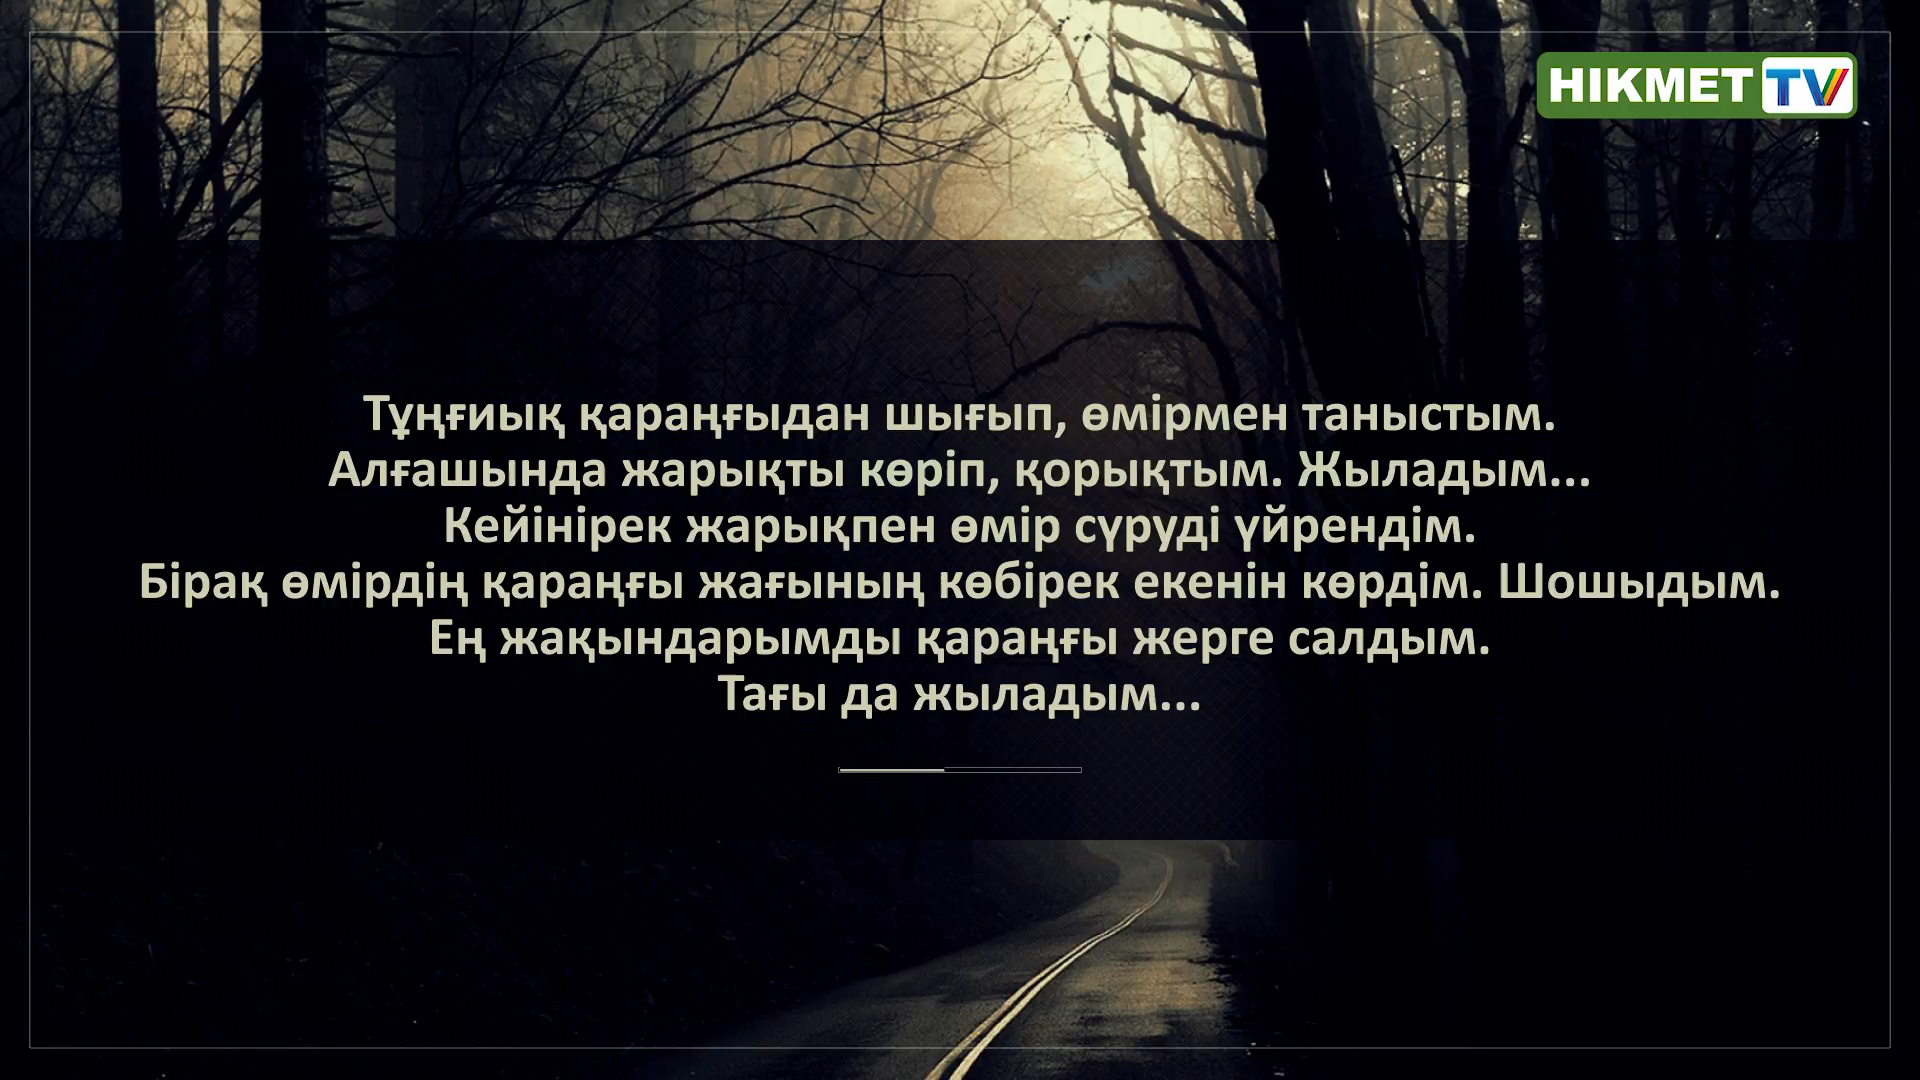 HIKMET TV
Тұңғиық қараңғыдан шығып, өмірмен таныстым.
Алғашында жарықты көріп, қорықтым. Жыладым...
Кейінірек жарықпен өмір сүруді үйрендім.
Бірақ өмірдің қараңғы жағының көбірек екенін көрдім. Шошыдым.
Ең жақындарымды қараңғы жерге салдым.
Тағы да жыладым...